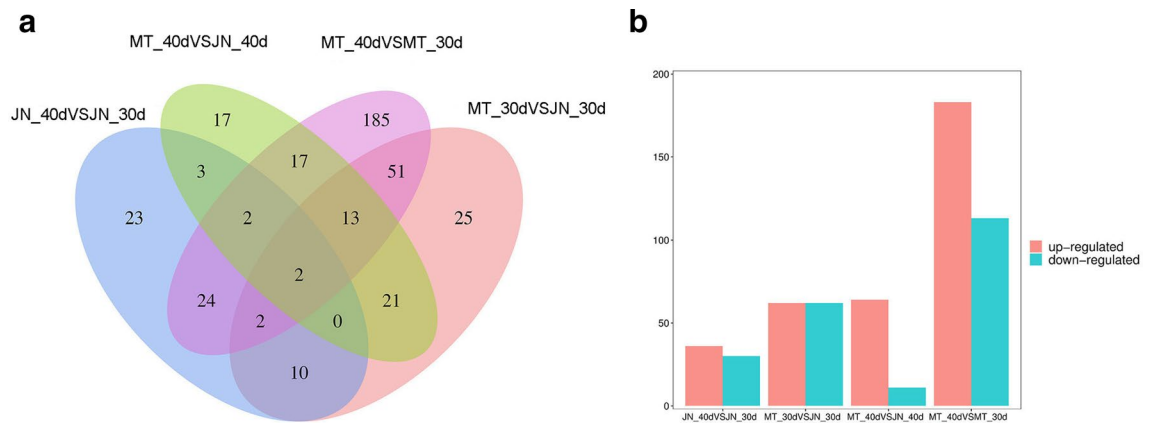 a
MT_40dVSJN_40d
MT_40dVSMT_30d
JN_40dVSJN_30d
MT_30dVSJN_30d
17
185
3
17
51
23
2
13
25
2
24
21
2
0
10
b
200
150
100
50
0
JN_40dVSJN_30d
MT_30dVSJN_30d
MT_40dVSJN_40d
MT_40dVSMT_30d
up−regulated
down−regulated